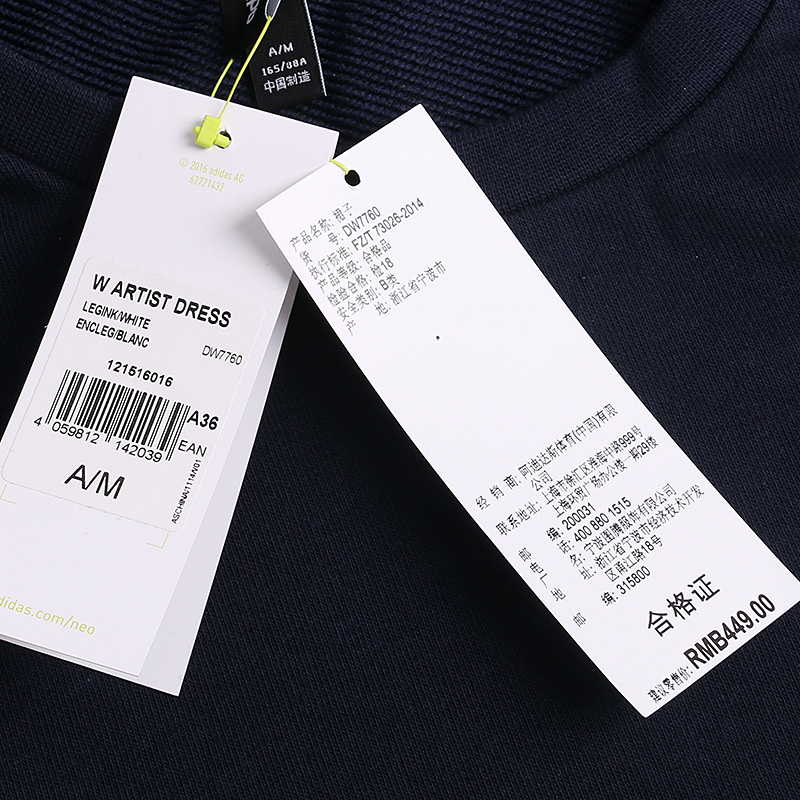 A/M
165/88A
中国制造
© 2016 adidas AG
62721432
W ARTIST DRESS
LEGINK/WHITE
ENCLEG/BLANC
DW7760
121516016
A36
4 059812 142039
EAN
A/M
ASCHINA1114V01
adidas.com/neo
产品名称: 裙子
货 号: DW7760
执行标准: FZ/T 73026-2014
产品等级: 合格品
检验合格: 检18
安全类别: B类
产 地: 浙江省宁波市
经 销 商: 阿迪达斯体育(中国)有限
公司
联系地址: 上海市徐汇区淮海中路999号
上海环贸广场办公楼一期29楼
邮 编: 200031
电 话: 400 880 1515
厂 名: 宁波图腾服饰有限公司
地 址: 浙江省宁波市经济技术开发
区甬江路18号
邮 编: 315800
合格证
建议零售价: RMB449.00